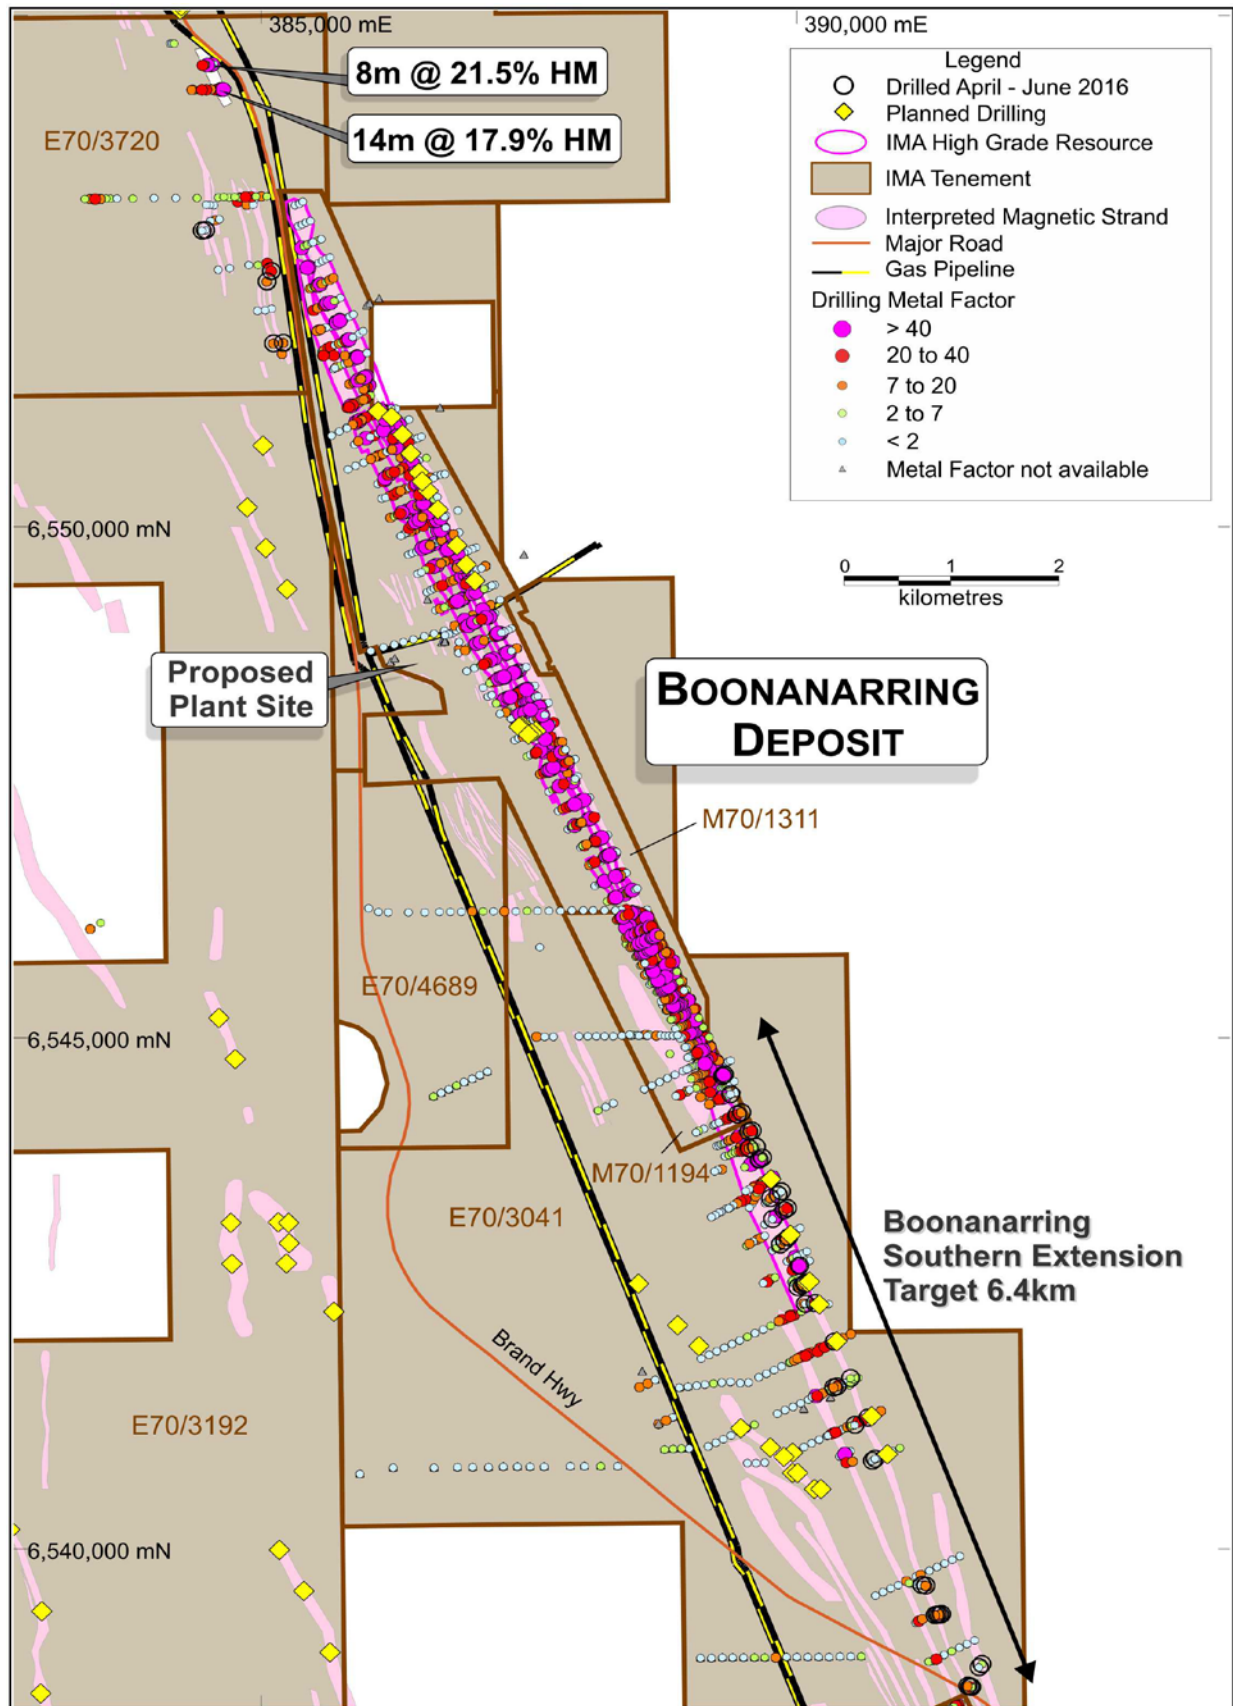 385,000 mE
390,000 mE
8m @ 21.5% HM
14m @ 17.9% HM
E70/3720
Legend
Drilled April - June 2016
Planned Drilling
IMA High Grade Resource
IMA Tenement
Interpreted Magnetic Strand
Major Road
Gas Pipeline
Drilling Metal Factor
> 40
20 to 40
7 to 20
2 to 7
< 2
Metal Factor not available
6,550,000 mN
0 1 2
kilometres
Proposed
Plant Site
BOONANARRING
DEPOSIT
M70/1311
E70/4689
6,545,000 mN
M70/1194
E70/3041
Boonanarring
Southern Extension
Target 6.4km
Brand Hwy
E70/3192
6,540,000 mN